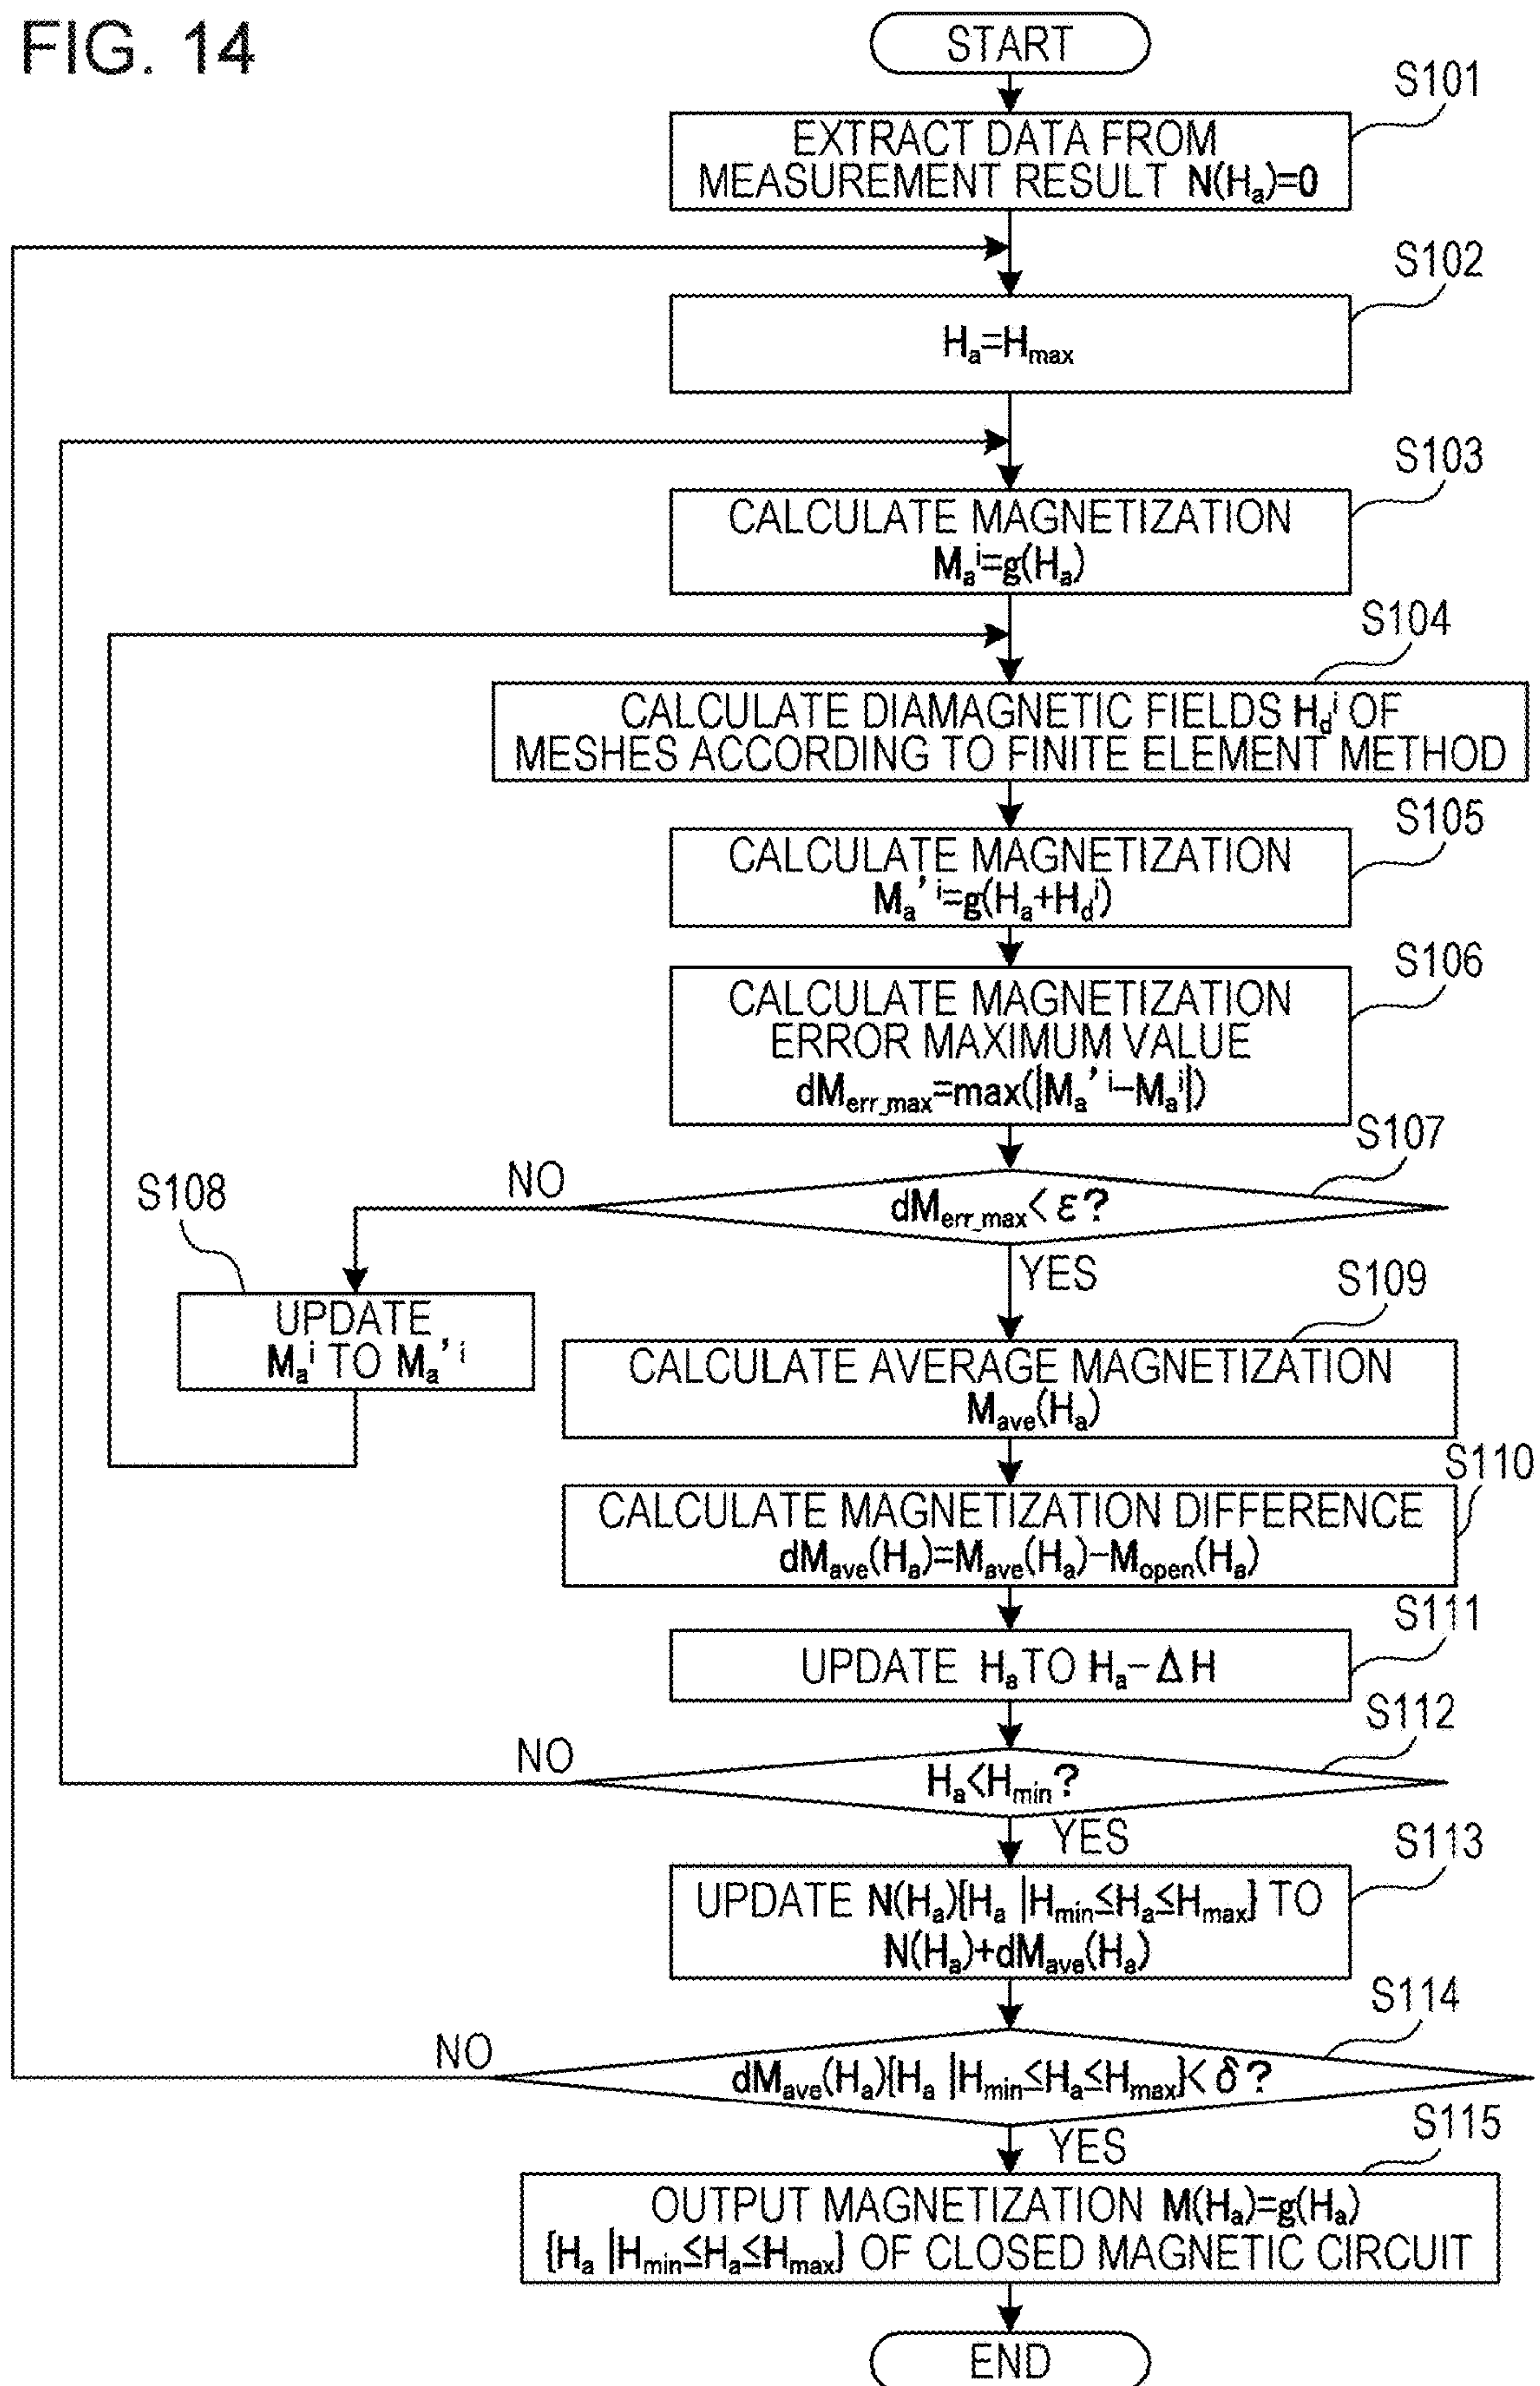 FIG. 14
START
S101
EXTRACT DATA FROM
MEASUREMENT RESULT N(Hₐ)=0
S102
Hₐ=Hmax
S103
CALCULATE MAGNETIZATION
Mₐⁱ=g(Hₐ)
S104
CALCULATE DIAMAGNETIC FIELDS Hdⁱ OF
MESHES ACCORDING TO FINITE ELEMENT METHOD
S105
CALCULATE MAGNETIZATION
Mₐ’ⁱ=g(Hₐ+Hdⁱ)
S106
CALCULATE MAGNETIZATION
ERROR MAXIMUM VALUE
dMerr_max=max(|Mₐ’ⁱ-Mₐⁱ|)
S107
dMerr_max<ε?
NO
YES
S108
UPDATE
Mₐⁱ TO Mₐ’ⁱ
S109
CALCULATE AVERAGE MAGNETIZATION
Mave(Hₐ)
S110
CALCULATE MAGNETIZATION DIFFERENCE
dMave(Hₐ)=Mave(Hₐ)-Mopen(Hₐ)
S111
UPDATE Hₐ TO Hₐ-ΔH
S112
Hₐ<Hmin?
NO
YES
S113
UPDATE N(Hₐ){Hₐ |Hmin≤Hₐ≤Hmax} TO
N(Hₐ)+dMave(Hₐ)
S114
dMave(Hₐ){Hₐ |Hmin≤Hₐ≤Hmax}<δ?
NO
YES
S115
OUTPUT MAGNETIZATION M(Hₐ)=g(Hₐ)
{Hₐ |Hmin≤Hₐ≤Hmax} OF CLOSED MAGNETIC CIRCUIT
END